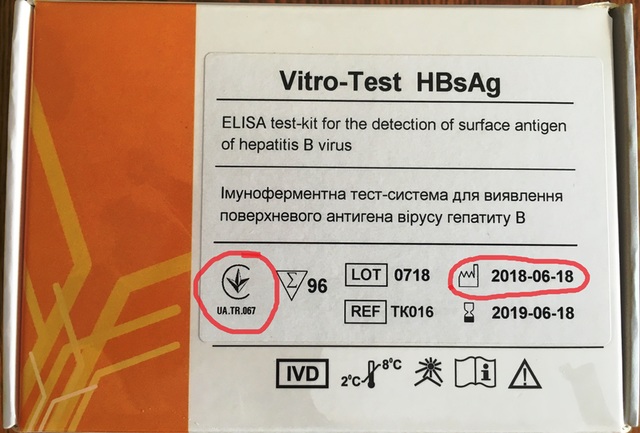 Vitro-Test HBsAg
ELISA test-kit for the detection of surface antigen
of hepatitis B virus
Імуноферментна тест-система для виявлення
поверхневого антигена вірусу гепатиту В
UA.TR.067
Σ 96
LOT 0718
2018-06-18
REF TK016
2019-06-18
IVD
2°C 8°C
i